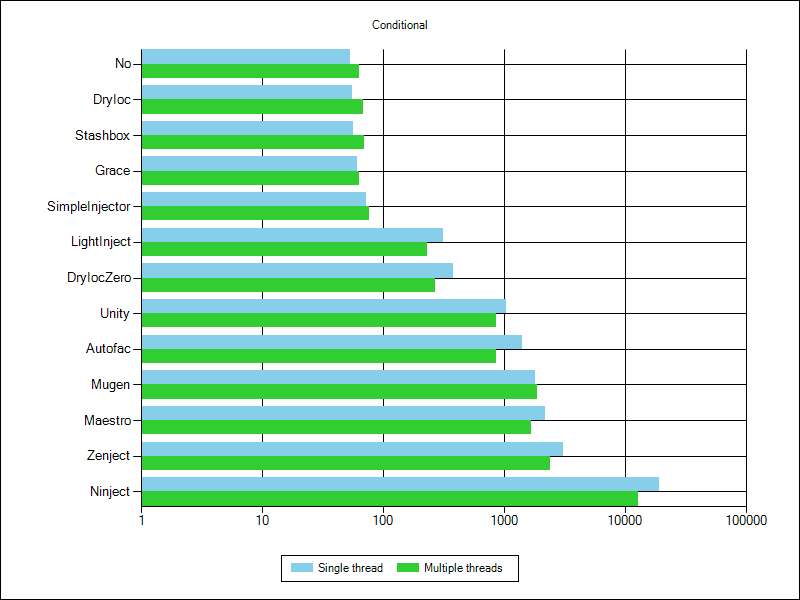 Conditional
No
DryIoc
Stashbox
Grace
SimpleInjector
LightInject
DryIocZero
Unity
Autofac
Mugen
Maestro
Zenject
Ninject
1 10 100 1000 10000 100000
Single thread Multiple threads